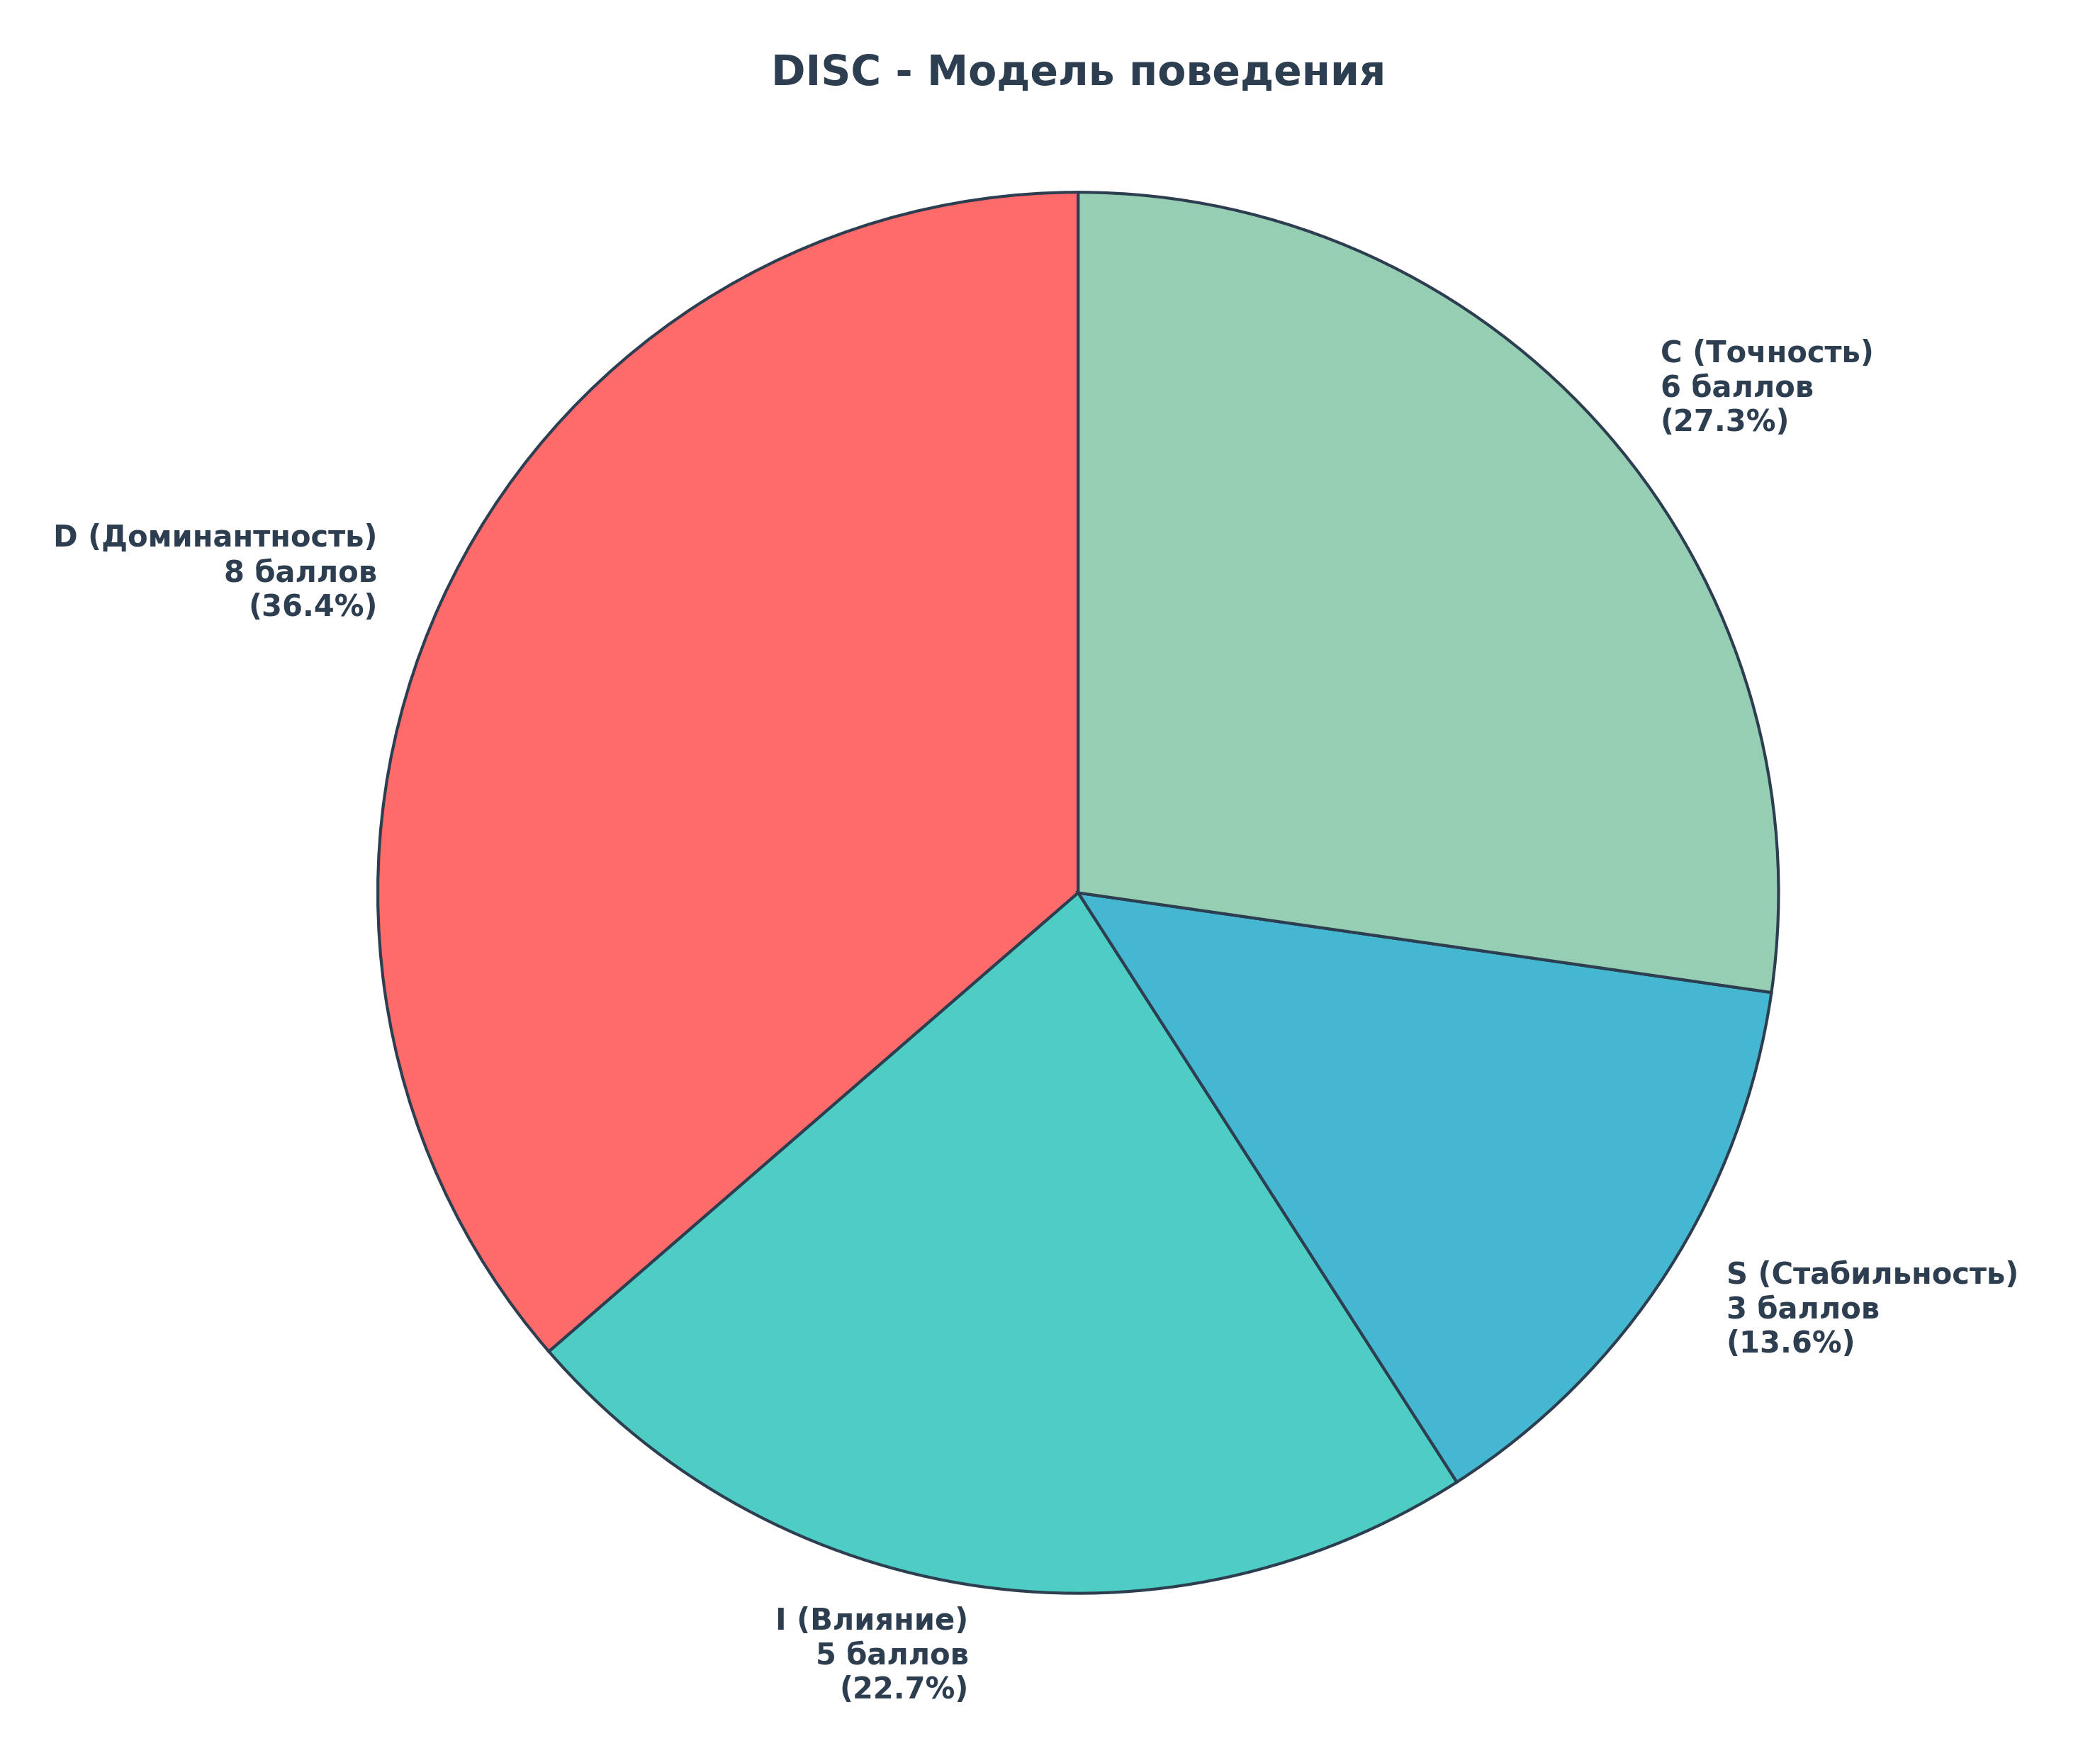 DISC - Модель поведения
C (Точность)
6 баллов
(27.3%)
D (Доминантность)
8 баллов
(36.4%)
S (Стабильность)
3 баллов
(13.6%)
I (Влияние)
5 баллов
(22.7%)